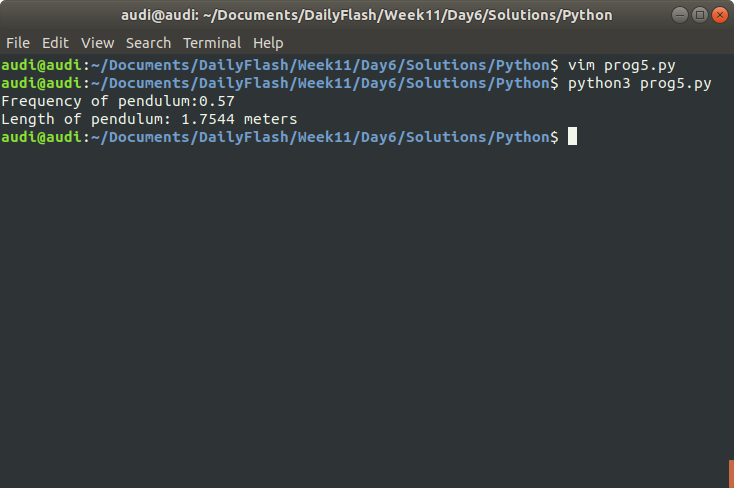 audi@audi: ~/Documents/DailyFlash/Week11/Day6/Solutions/Python
File Edit View Search Terminal Help
audi@audi:~/Documents/DailyFlash/Week11/Day6/Solutions/Python$ vim prog5.py
audi@audi:~/Documents/DailyFlash/Week11/Day6/Solutions/Python$ python3 prog5.py
Frequency of pendulum:0.57
Length of pendulum: 1.7544 meters
audi@audi:~/Documents/DailyFlash/Week11/Day6/Solutions/Python$